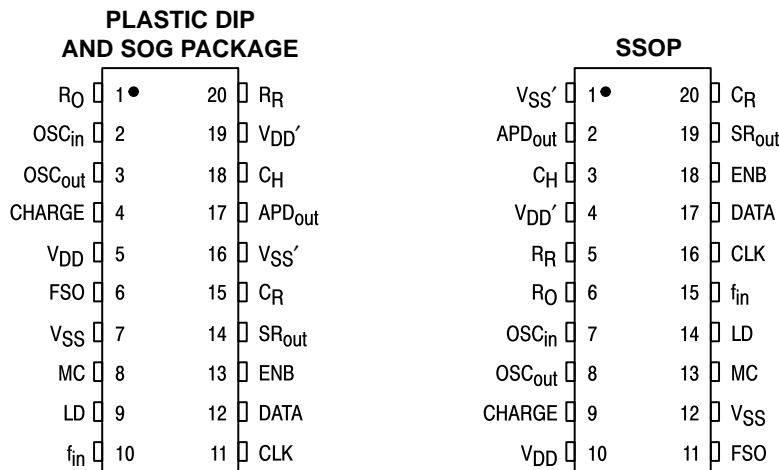 PLASTIC DIP
AND SOG PACKAGE
RO 1 20 RR
OSCin 2 19 VDD′
OSCout 3 18 CH
CHARGE 4 17 APDout
VDD 5 16 VSS′
FSO 6 15 CR
VSS 7 14 SRout
MC 8 13 ENB
LD 9 12 DATA
fin 10 11 CLK
SSOP
VSS′ 1 20 CR
APDout 2 19 SRout
CH 3 18 ENB
VDD′ 4 17 DATA
RR 5 16 CLK
RO 6 15 fin
OSCin 7 14 LD
OSCout 8 13 MC
CHARGE 9 12 VSS
VDD 10 11 FSO